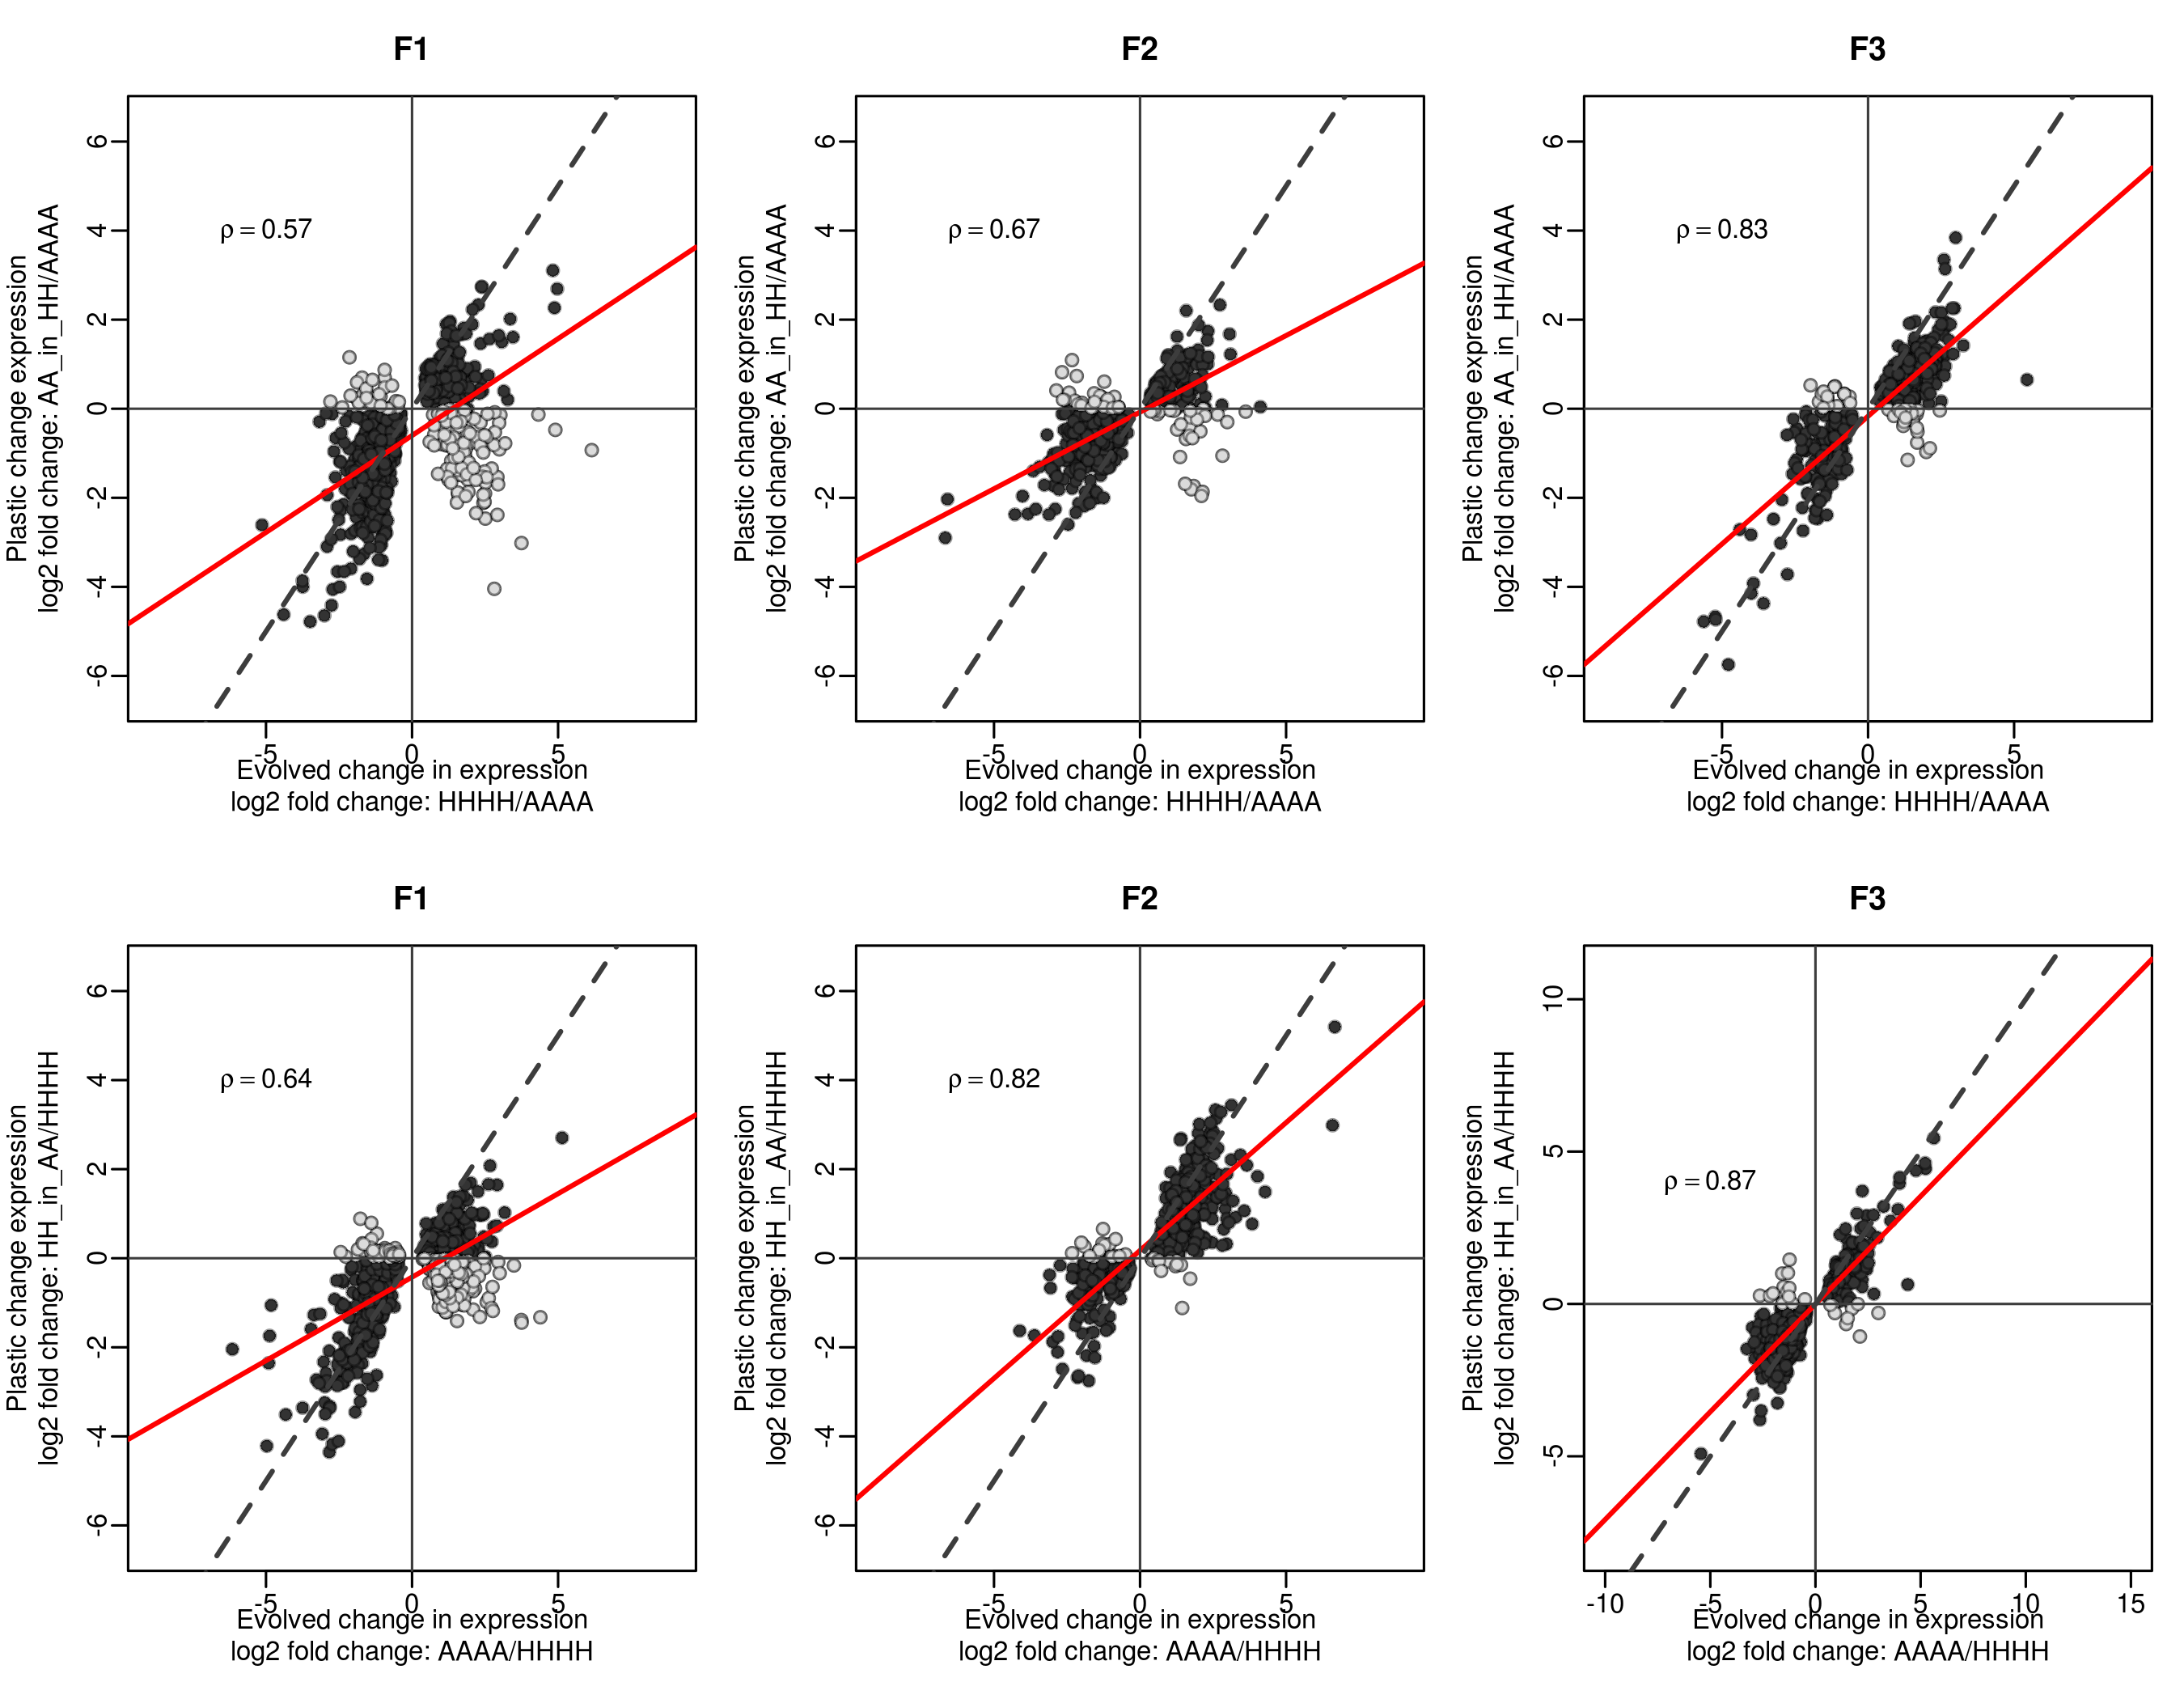 F1
F2
F3
Plastic change expression
log2 fold change: AA_in_HH/AAAA
6
4
2
0
-2
-4
-6
ρ = 0.57
-5
0
5
Evolved change in expression
log2 fold change: HHHH/AAAA
Plastic change expression
log2 fold change: AA_in_HH/AAAA
6
4
2
0
-2
-4
-6
ρ = 0.67
-5
0
5
Evolved change in expression
log2 fold change: HHHH/AAAA
Plastic change expression
log2 fold change: AA_in_HH/AAAA
6
4
2
0
-2
-4
-6
ρ = 0.83
-5
0
5
Evolved change in expression
log2 fold change: HHHH/AAAA
F1
F2
F3
Plastic change expression
log2 fold change: HH_in_AA/HHHH
6
4
2
0
-2
-4
-6
ρ = 0.64
-5
0
5
Evolved change in expression
log2 fold change: AAAA/HHHH
Plastic change expression
log2 fold change: HH_in_AA/HHHH
6
4
2
0
-2
-4
-6
ρ = 0.82
-5
0
5
Evolved change in expression
log2 fold change: AAAA/HHHH
Plastic change expression
log2 fold change: HH_in_AA/HHHH
10
5
0
-5
ρ = 0.87
-10
-5
0
5
10
15
Evolved change in expression
log2 fold change: AAAA/HHHH